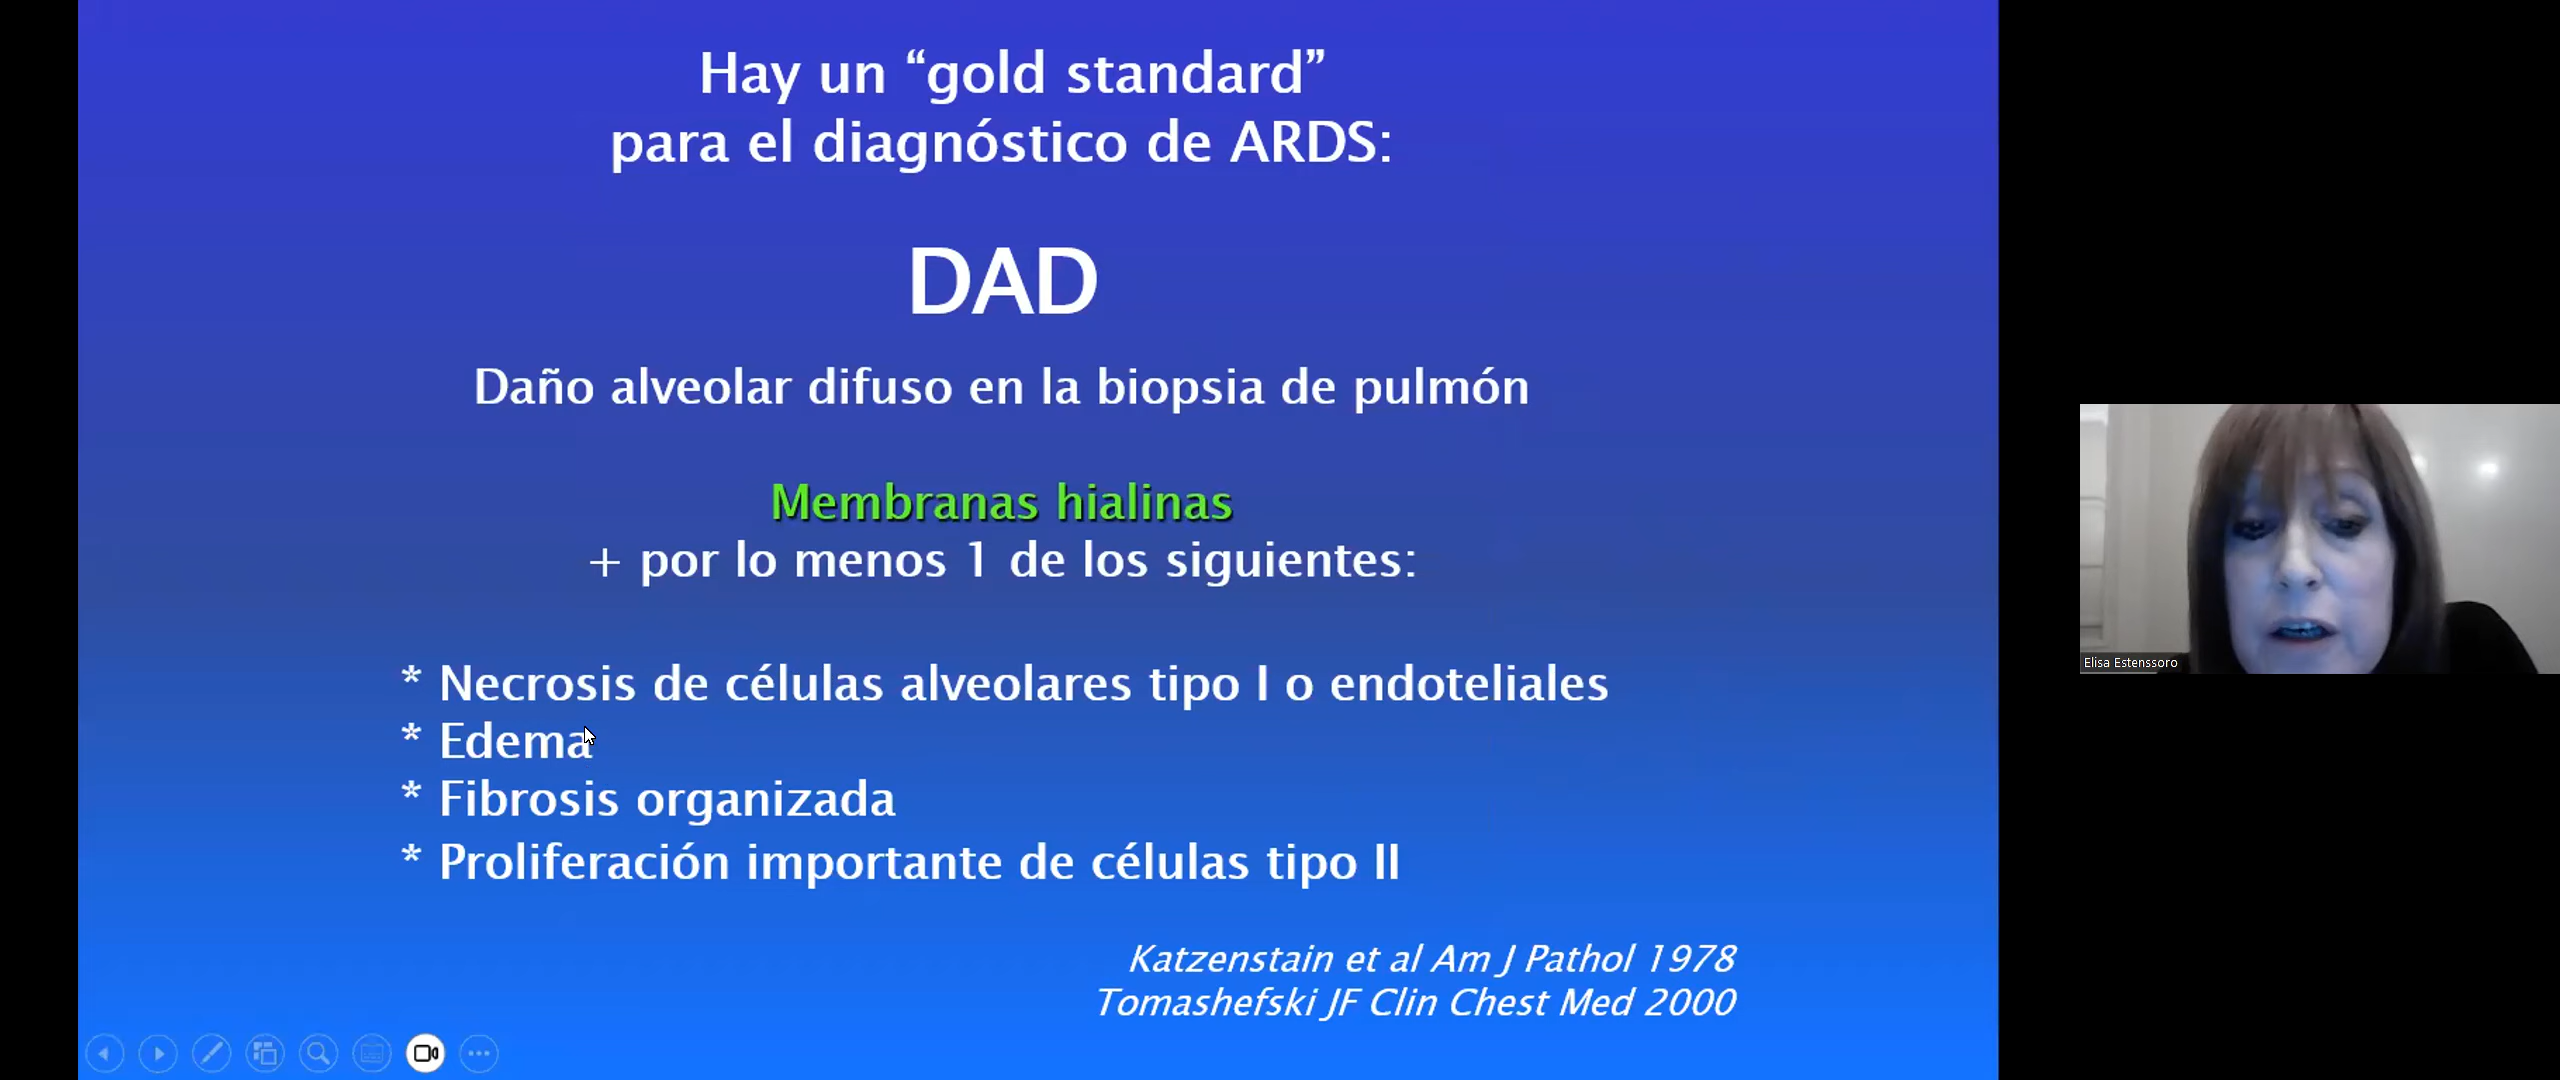 Hay un “gold standard”
para el diagnóstico de ARDS:
DAD
Daño alveolar difuso en la biopsia de pulmón
Membranas hialinas
+ por lo menos 1 de los siguientes:
* Necrosis de células alveolares tipo I o endoteliales
* Edema
* Fibrosis organizada
* Proliferación importante de células tipo II
Katzenstain et al Am J Pathol 1978
Tomashefski JF Clin Chest Med 2000
Elisa Estenssoro